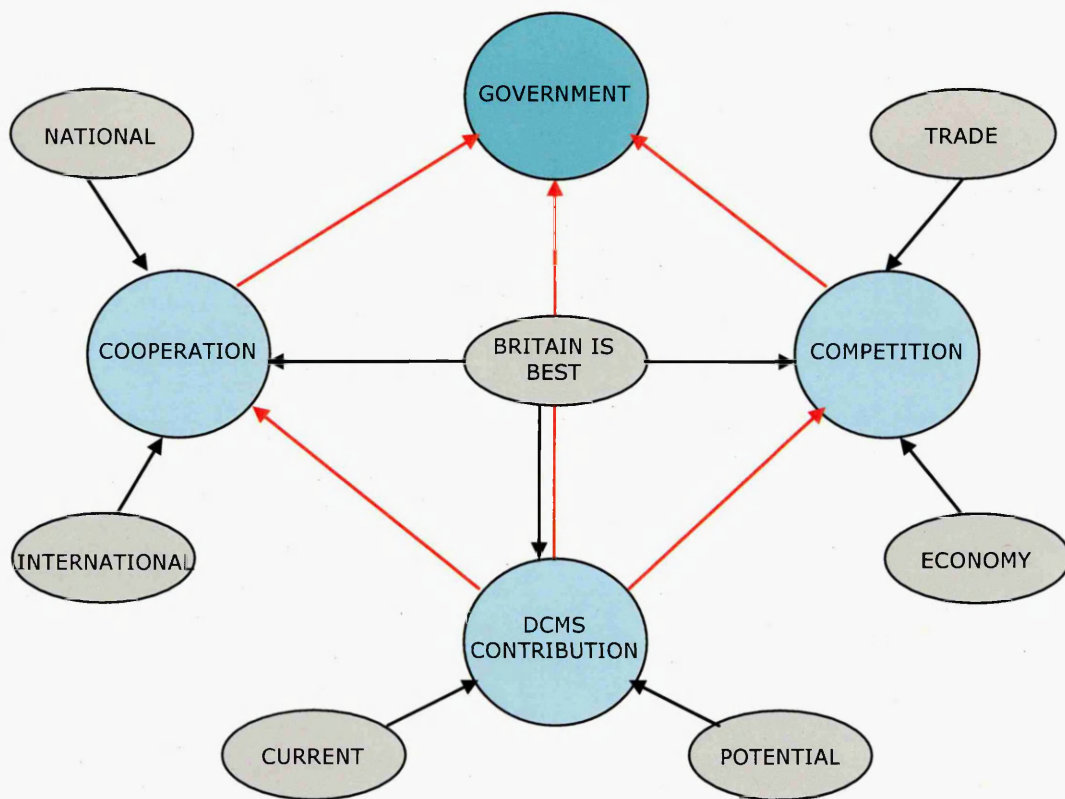 GOVERNMENT
NATIONAL
TRADE
COOPERATION
BRITAIN IS
BEST
COMPETITION
INTERNATIONAL
ECONOMY
DCMS
CONTRIBUTION
CURRENT
POTENTIAL